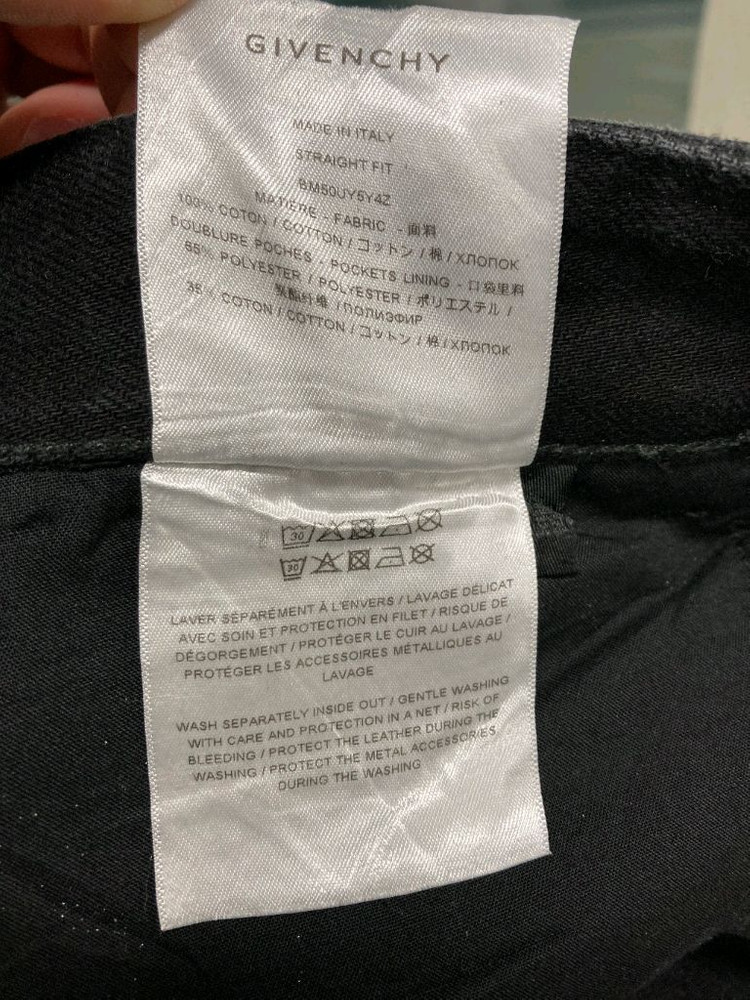 GIVENCHY
MADE IN ITALY
STRAIGHT FIT
BM50UY5Y4Z
MATIÈRE - FABRIC - 面料
100% COTON / COTTON / コットン / 棉 / ХЛОПОК
DOUBLURE POCHES - POCKETS LINING - 口袋里料
65% POLYESTER / POLYESTER / ポリエステル /
聚酯纤维 / ПОЛИЭФИР
35% COTON / COTTON / コットン / 棉 / ХЛОПОК
30
30
LAVER SÉPARÉMENT À L'ENVERS / LAVAGE DÉLICAT
AVEC SOIN ET PROTECTION EN FILET / RISQUE DE
DÉGORGEMENT / PROTÉGER LE CUIR AU LAVAGE /
PROTÉGER LES ACCESSOIRES MÉTALLIQUES AU
LAVAGE
WASH SEPARATELY INSIDE OUT / GENTLE WASHING
WITH CARE AND PROTECTION IN A NET / RISK OF
BLEEDING / PROTECT THE LEATHER DURING THE
WASHING / PROTECT THE METAL ACCESSORIES
DURING THE WASHING